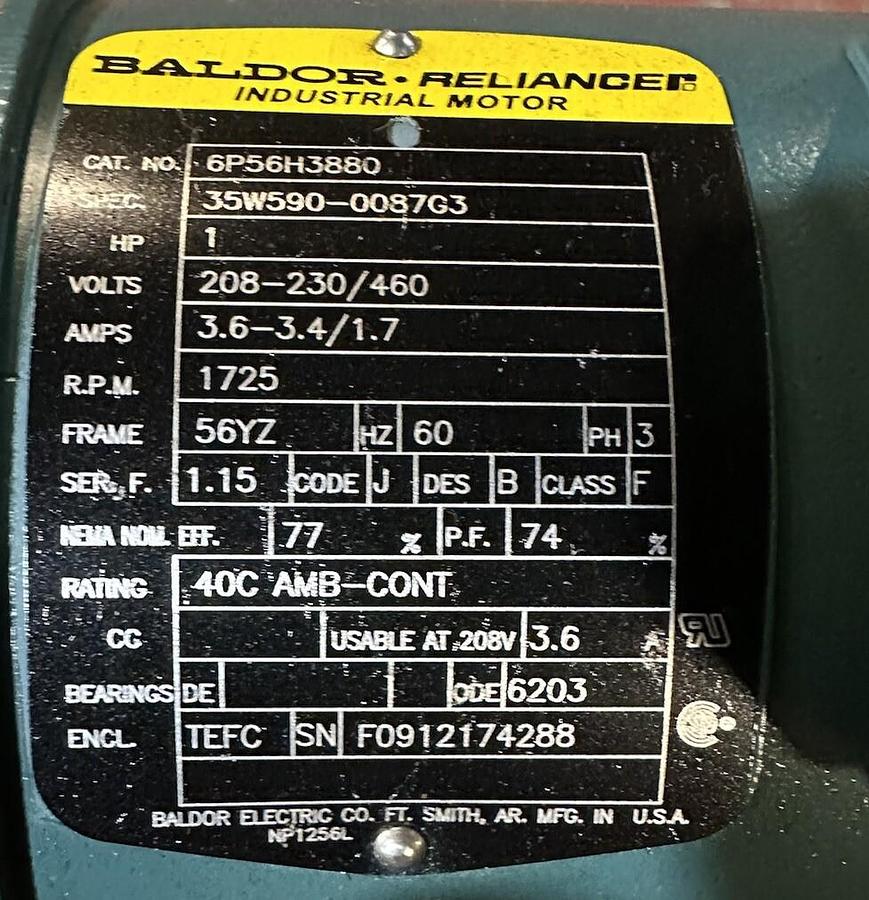 BALDOR • RELIANCER
INDUSTRIAL MOTOR
CAT. NO. 6P56H3880
SPEC. 35W590-0087G3
HP 1
VOLTS 208-230/460
AMPS 3.6-3.4/1.7
R.P.M. 1725
FRAME 56YZ HZ 60 PH 3
SER. F. 1.15 CODE J DES B CLASS F
NEMA NOM. EFF. 77 % P.F. 74 %
RATING 40C AMB-CONT
CC USABLE AT 208V 3.6 A
BEARINGS DE ODE 6203
ENCL. TEFC SN F0912174288
BALDOR ELECTRIC CO. FT. SMITH, AR. MFG. IN U.S.A.
NP1256L